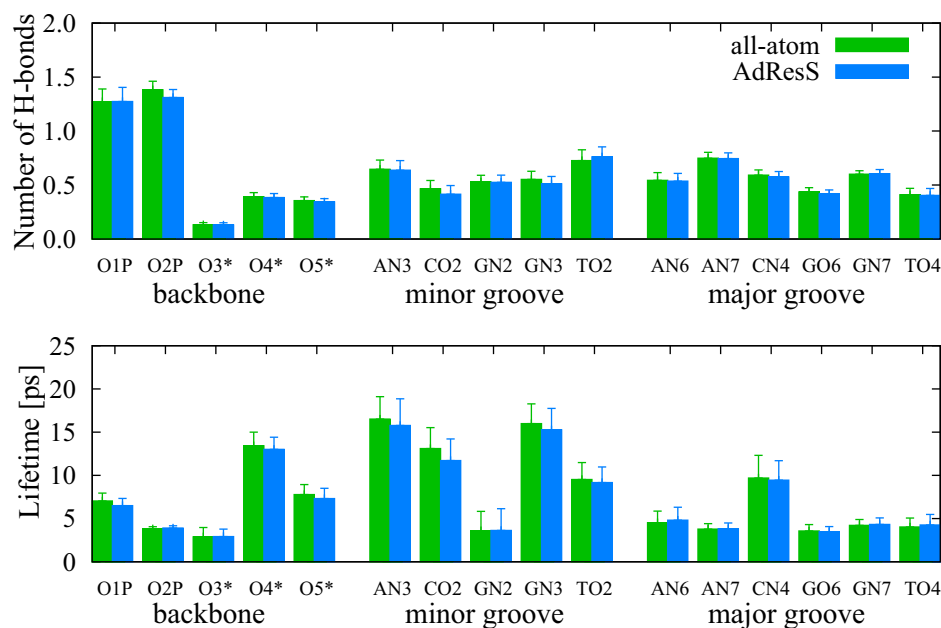 Number of H-bonds
2.0
1.5
1.0
0.5
0.0
all-atom
AdResS
O1P O2P O3* O4* O5* AN3 CO2 GN2 GN3 TO2 AN6 AN7 CN4 GO6 GN7 TO4
backbone minor groove major groove
Lifetime [ps]
25
20
15
10
5
0
O1P O2P O3* O4* O5* AN3 CO2 GN2 GN3 TO2 AN6 AN7 CN4 GO6 GN7 TO4
backbone minor groove major groove